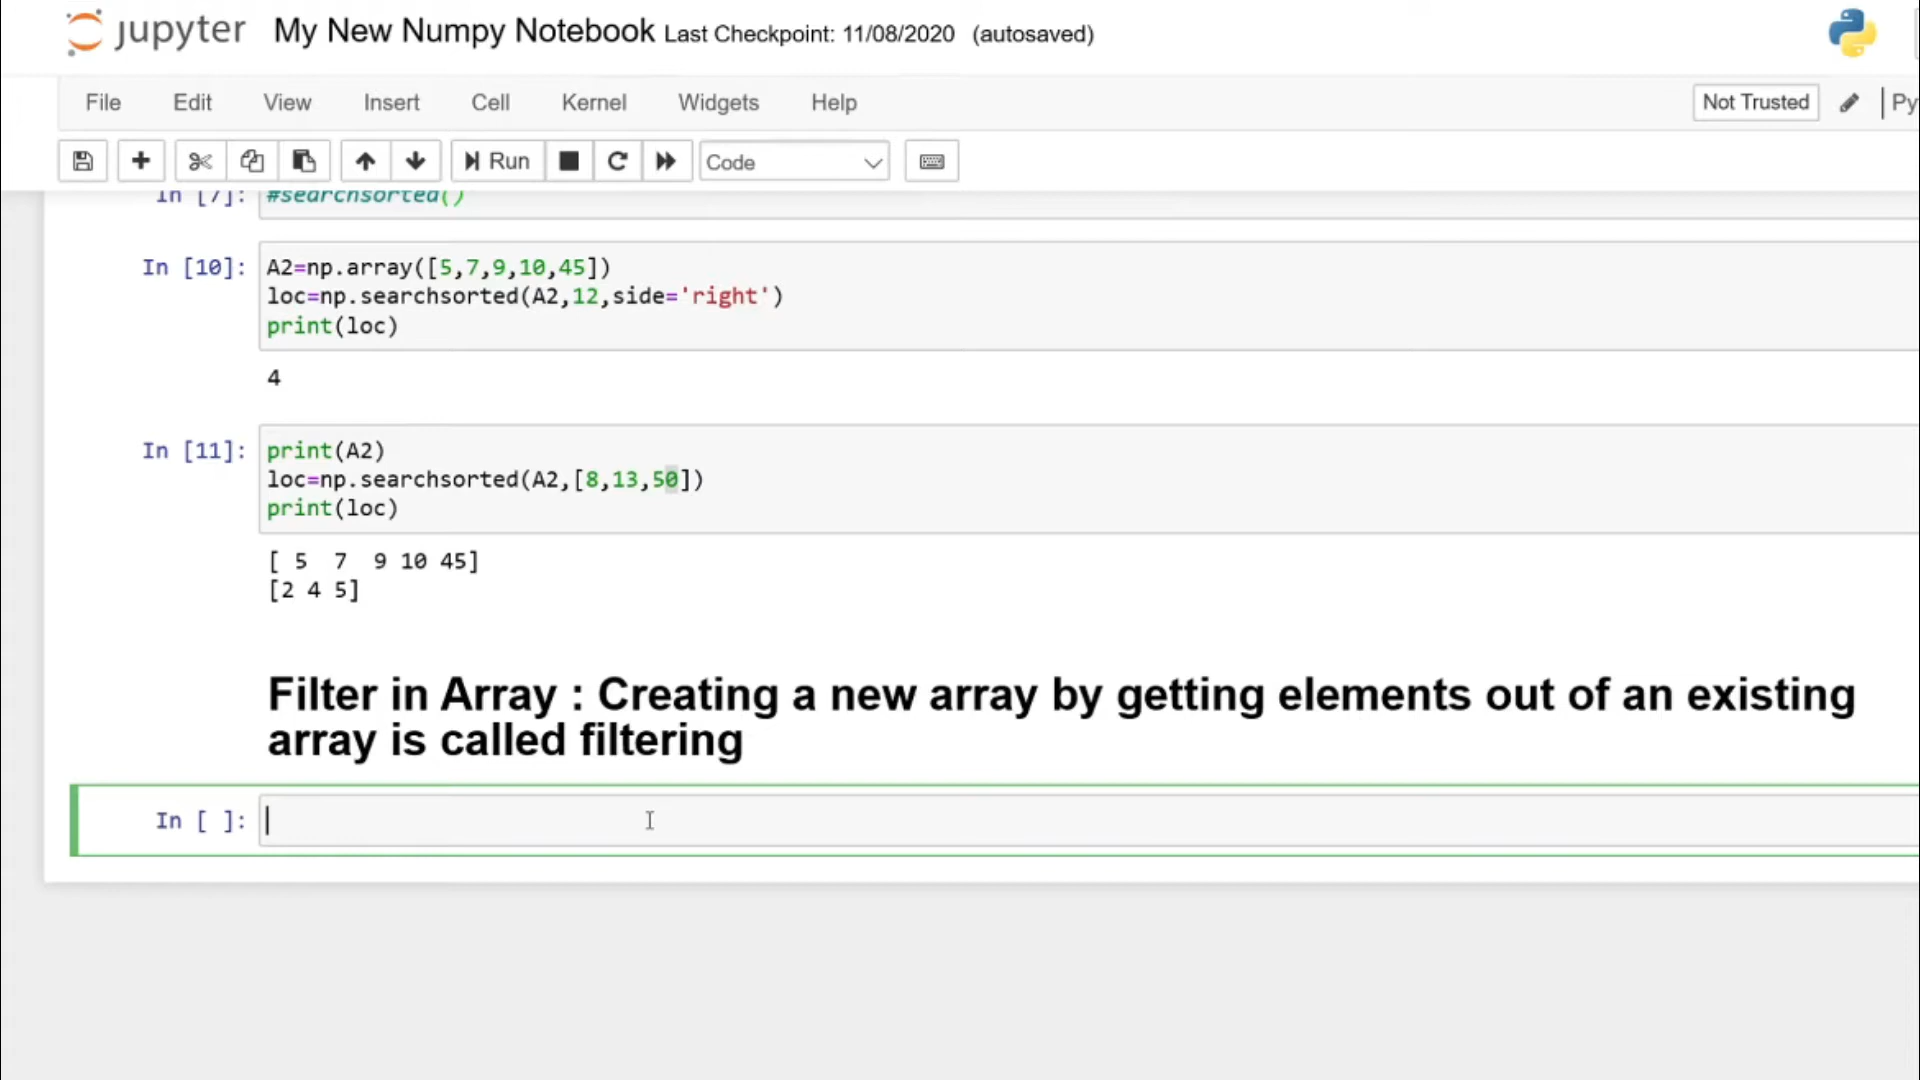 jupyter My New Numpy Notebook Last Checkpoint: 11/08/2020 (autosaved)
File Edit View Insert Cell Kernel Widgets Help Not Trusted Py
Run Code
In [7]: #searchsorted()
In [10]: A2=np.array([5,7,9,10,45])
loc=np.searchsorted(A2,12,side='right')
print(loc)
4
In [11]: print(A2)
loc=np.searchsorted(A2,[8,13,50])
print(loc)
[ 5  7  9 10 45]
[2 4 5]
Filter in Array : Creating a new array by getting elements out of an existing
array is called filtering
In [ ]: